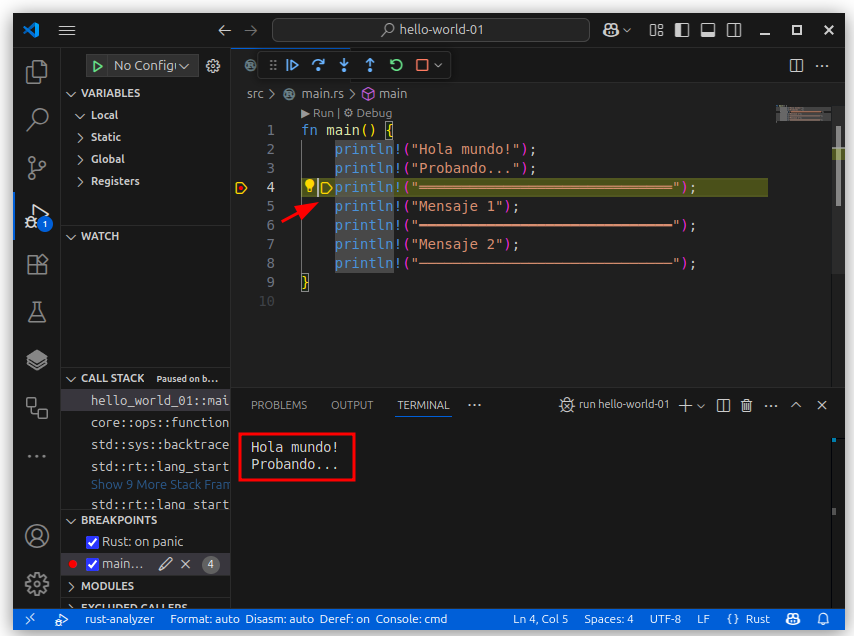 hello-world-01
No Config
VARIABLES
Local
Static
Global
Registers
WATCH
CALL STACK Paused on b...
hello_world_01::mai
core::ops::function
std::sys::backtrace
std::rt::lang_start
Show 9 More Stack Fram
std::rt::lang_start
BREAKPOINTS
Rust: on panic
main... 4
MODULES
EXCLUDED CALLERS
src > main.rs > main
Run | Debug
1 fn main() {
2 println!("Hola mundo!");
3 println!("Probando...");
4 println!("══════════════════════════════");
5 println!("Mensaje 1");
6 println!("──────────────────────────────");
7 println!("Mensaje 2");
8 println!("──────────────────────────────");
9 }
10
PROBLEMS OUTPUT TERMINAL ... run hello-world-01
Hola mundo!
Probando...
1
rust-analyzer Format: auto Disasm: auto Deref: on Console: cmd Ln 4, Col 5 Spaces: 4 UTF-8 LF {} Rust